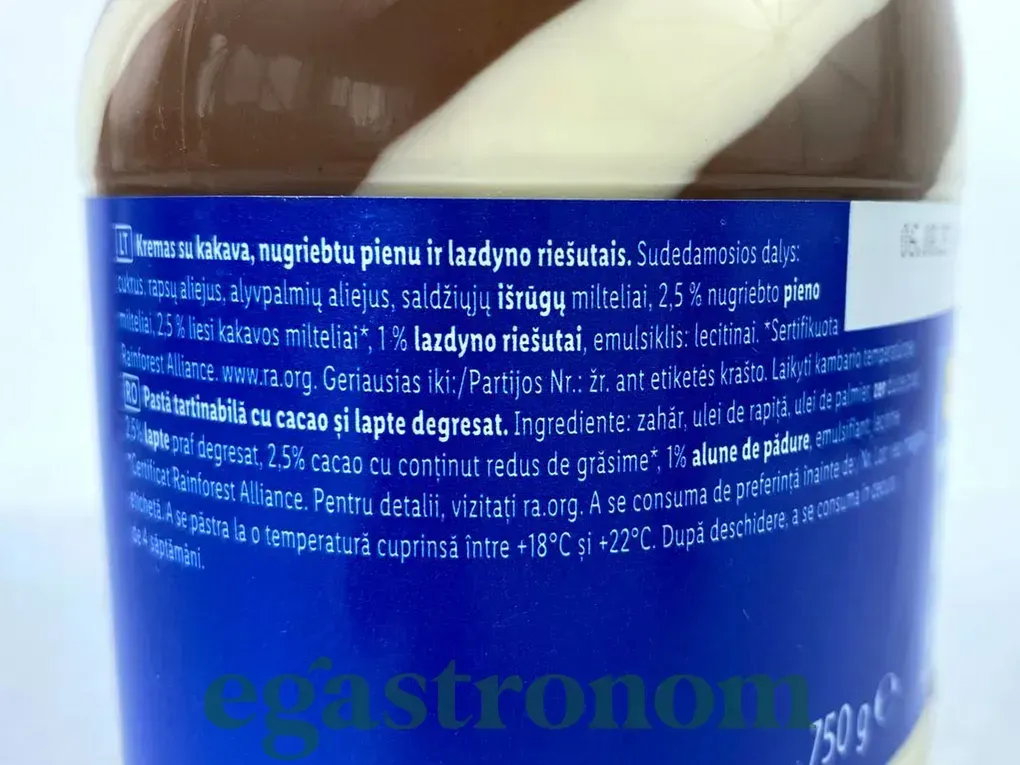 LT Kremas su kakava, nugriebtu pienu ir lazdyno riešutais. Sudedamosios dalys:
cukrus, rapsų aliejus, alyvpalmių aliejus, saldžiųjų išrūgų milteliai, 2,5 % nugriebto pieno
milteliai, 2,5 % liesi kakavos milteliai*, 1 % lazdyno riešutai, emulsiklis: lecitinai. *Sertifikuota
Rainforest Alliance. www.ra.org. Geriausias iki:/Partijos Nr.: žr. ant etiketės krašto. Laikyti kambario temperatūroje.
RO Pastă tartinabilă cu cacao și lapte degresat. Ingrediente: zahăr, ulei de rapiță, ulei de palmier, zer
2,5% lapte praf degresat, 2,5% cacao cu conținut redus de grăsime*, 1% alune de pădure, emulsifiant:
*Certificat Rainforest Alliance. Pentru detalii, vizitați ra.org. A se consuma de preferință înainte de:
etichetă. A se păstra la o temperatură cuprinsă între +18°C și +22°C. După deschidere, a se consuma în decurs
de 4 săptămâni.
egastronom
750 g e